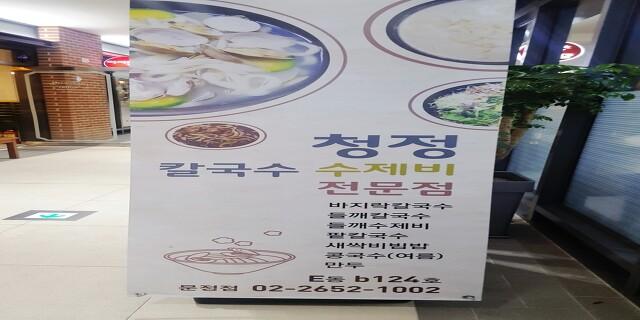 청정
칼국수 수제비
전문점
바지락칼국수
들깨칼국수
들깨수제비
팥칼국수
새싹비빔밥
콩국수(여름)
만두
E동 b124호
문정점 02-2652-1002